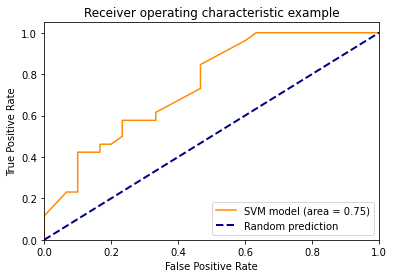 Receiver operating characteristic example
True Positive Rate
1.0
0.8
0.6
0.4
0.2
0.0
SVM model (area = 0.75)
Random prediction
0.0 0.2 0.4 0.6 0.8 1.0
False Positive Rate